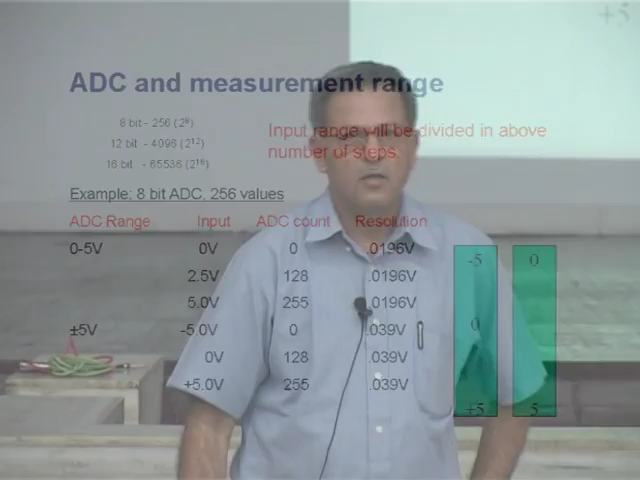 +5
ADC and measurement range
8 bit - 256 (2⁸)
12 bit - 4096 (2¹²)
16 bit - 65536 (2¹⁶)
Input range will be divided in above
number of steps.
Example: 8 bit ADC, 256 values
ADC Range Input ADC count Resolution
0-5V 0V 0 .0196V
2.5V 128 .0196V
5.0V 255 .0196V
±5V -5.0V 0 .039V
0V 128 .039V
+5.0V 255 .039V
-5 0
0
+5 5